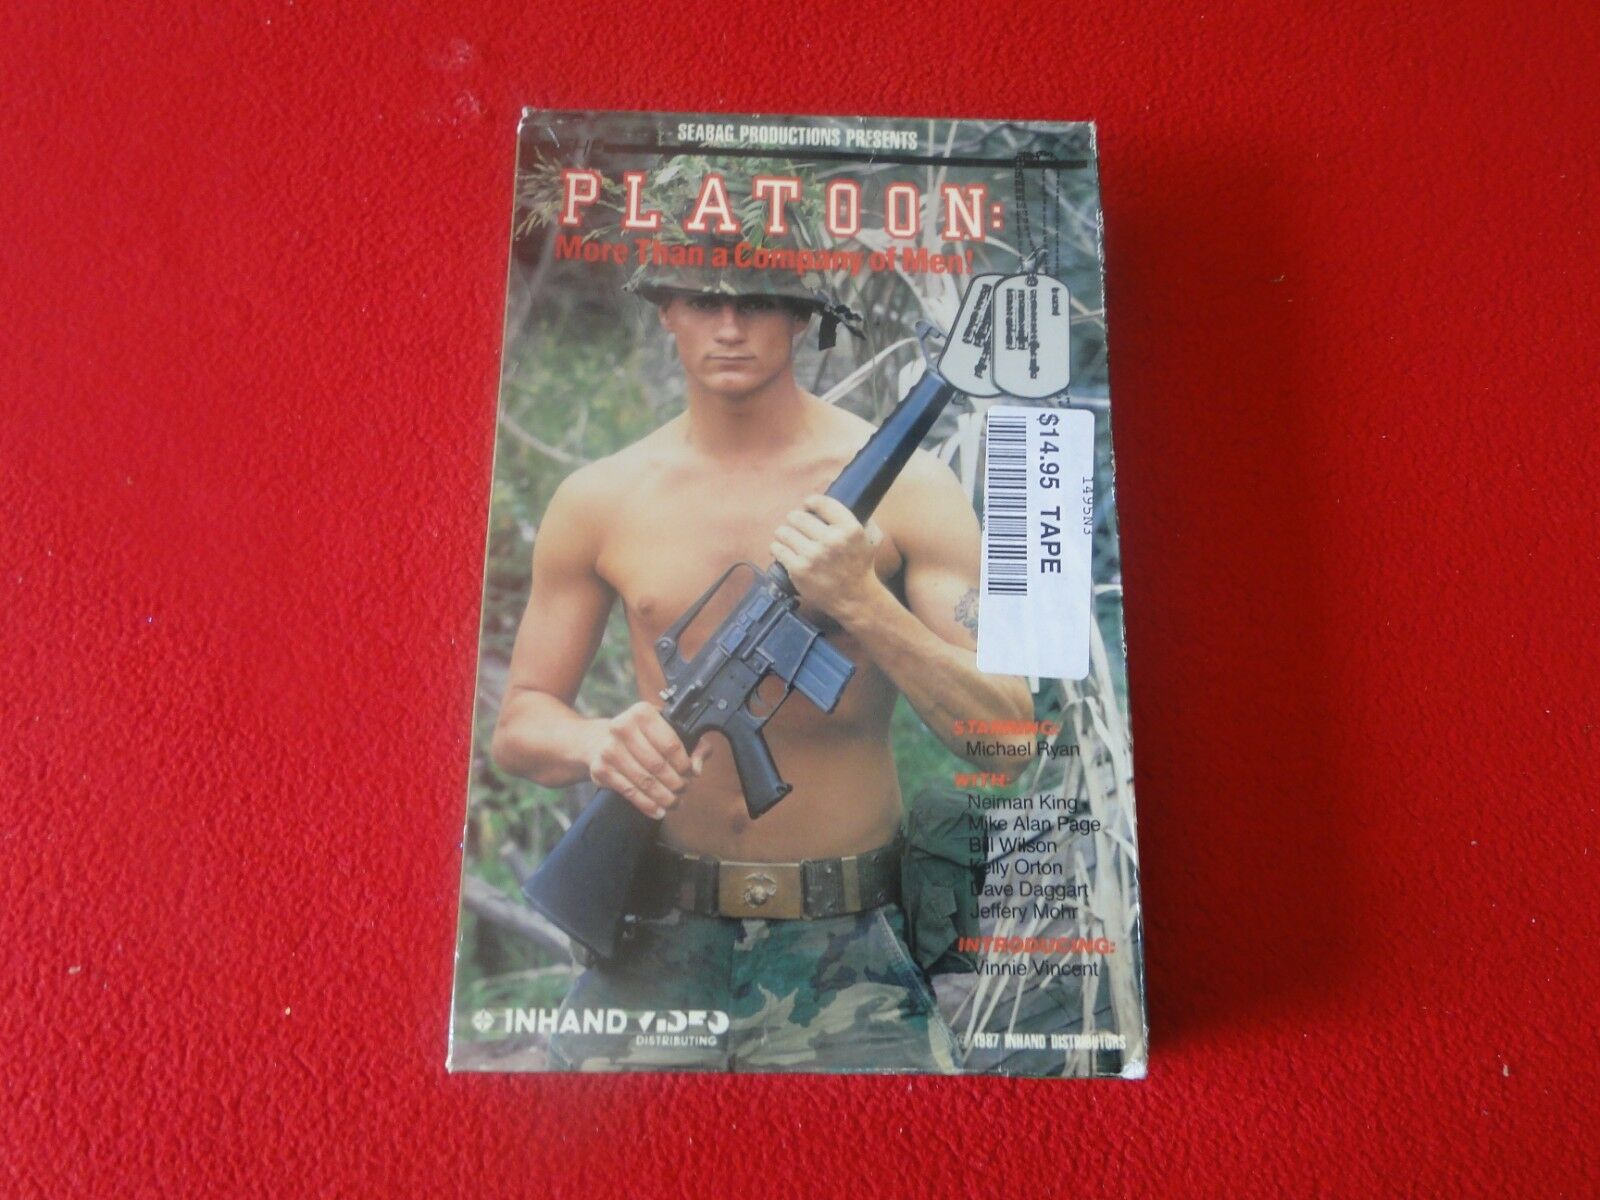 SEABAG PRODUCTIONS PRESENTS
PLATOON:
More Than a Company of Men!
$14.95 TAPE
1495N3
STARRING:
Michael Ryan
WITH:
Neiman King
Mike Alan Page
Bill Wilson
Kelly Orton
Dave Daggart
Jeffery Mohr
INTRODUCING:
Vinnie Vincent
INHAND VIDEO
DISTRIBUTING
© 1987 INHAND DISTRIBUTORS